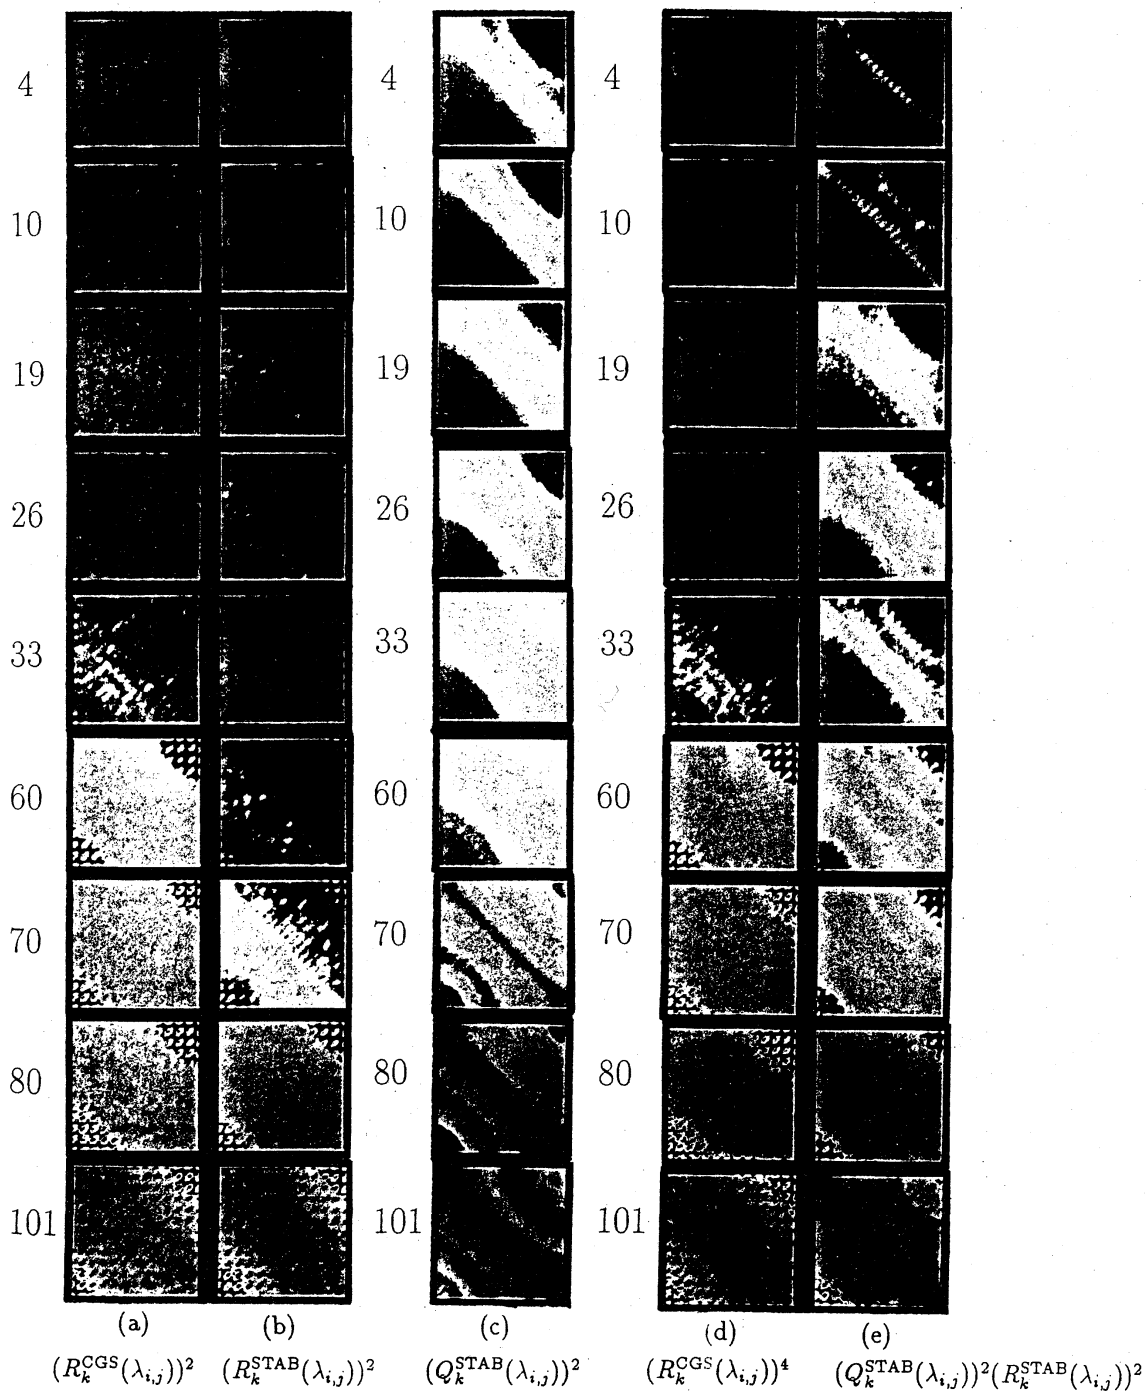 4 4 4
10 10 10
19 19 19
26 26 26
33 33 33
60 60 60
70 70 70
80 80 80
101 101 101
(a) (b) (c) (d) (e)
(R_k^CGS(λ_{i,j}))² (R_k^STAB(λ_{i,j}))² (Q_k^STAB(λ_{i,j}))² (R_k^CGS(λ_{i,j}))⁴ (Q_k^STAB(λ_{i,j}))²(R_k^STAB(λ_{i,j}))²